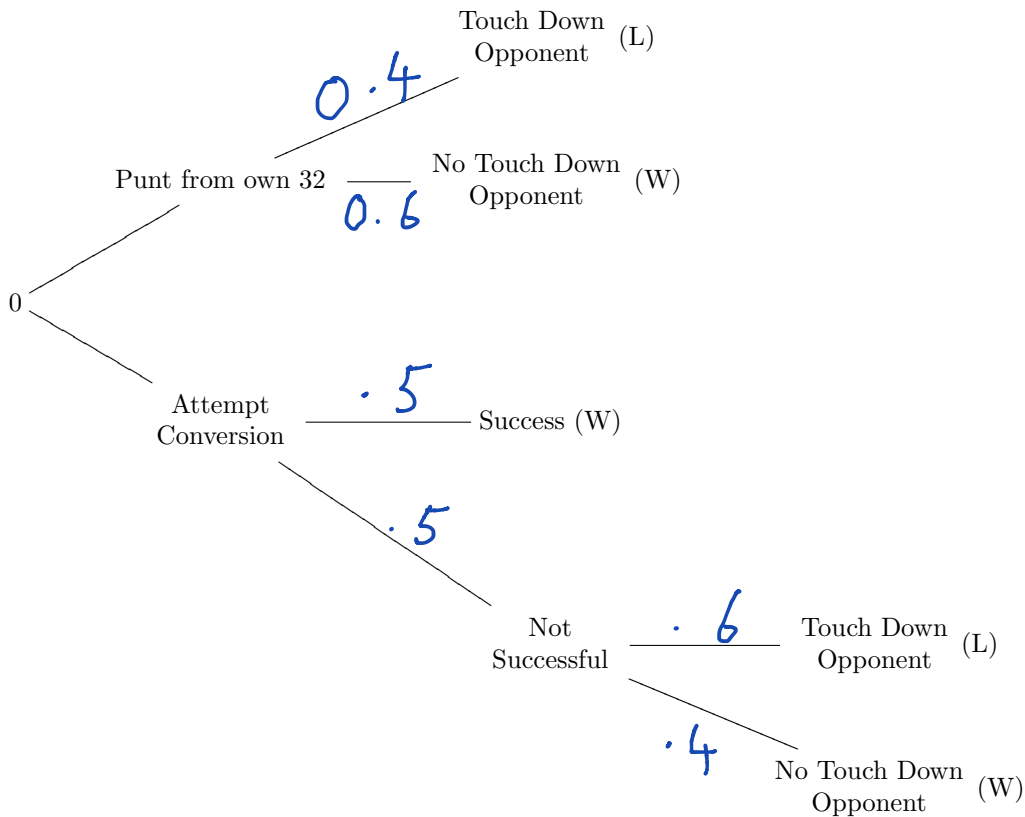 Touch Down
Opponent (L)
0.4
Punt from own 32
No Touch Down
Opponent (W)
0.6
0
.5
Attempt
Conversion
Success (W)
.5
.6
Not
Successful
Touch Down
Opponent (L)
.4
No Touch Down
Opponent (W)